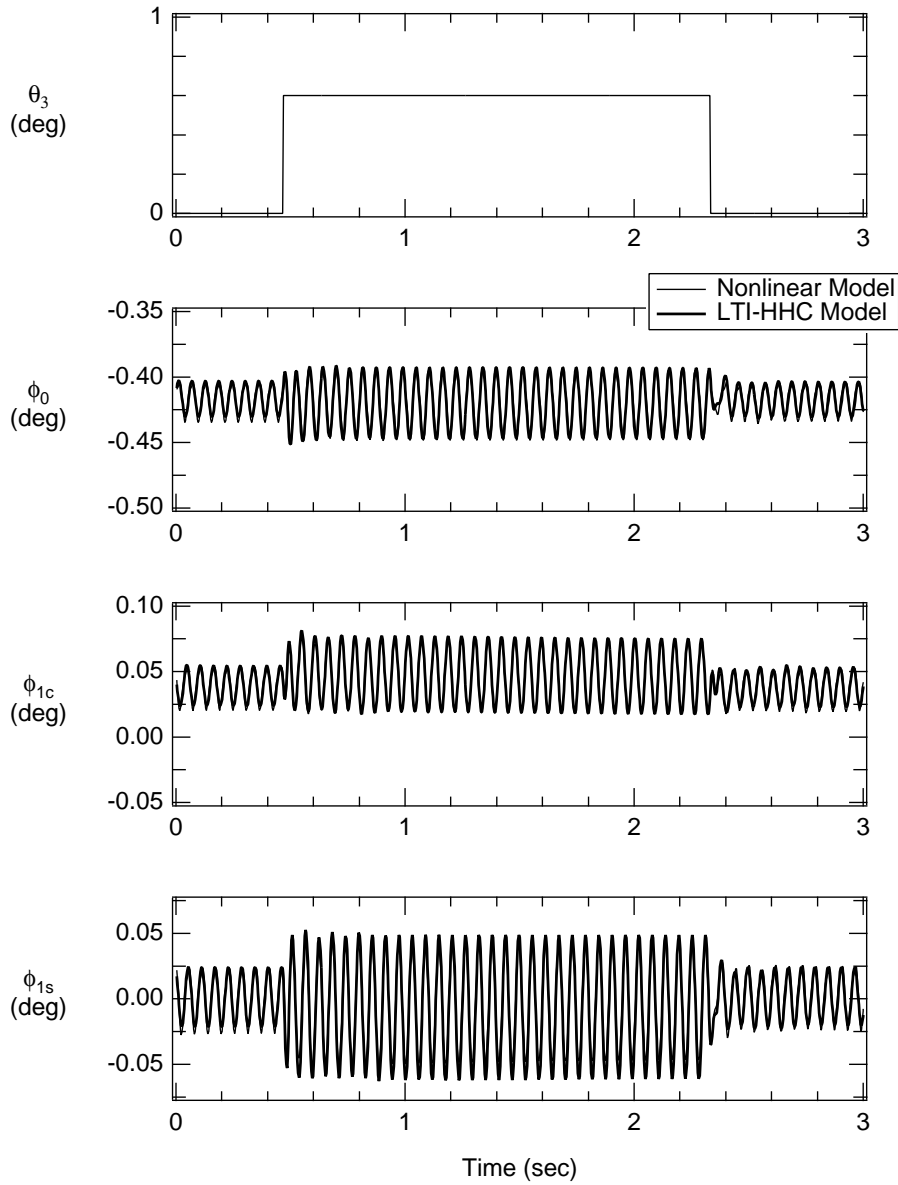 1
θ3
(deg)
0
0 1 2 3
Nonlinear Model
LTI-HHC Model
-0.35
-0.40
ϕ0
(deg)
-0.45
-0.50
0 1 2 3
0.10
0.05
ϕ1c
(deg)
0.00
-0.05
0 1 2 3
0.05
ϕ1s
0.00
(deg)
-0.05
0 1 2 3
Time (sec)